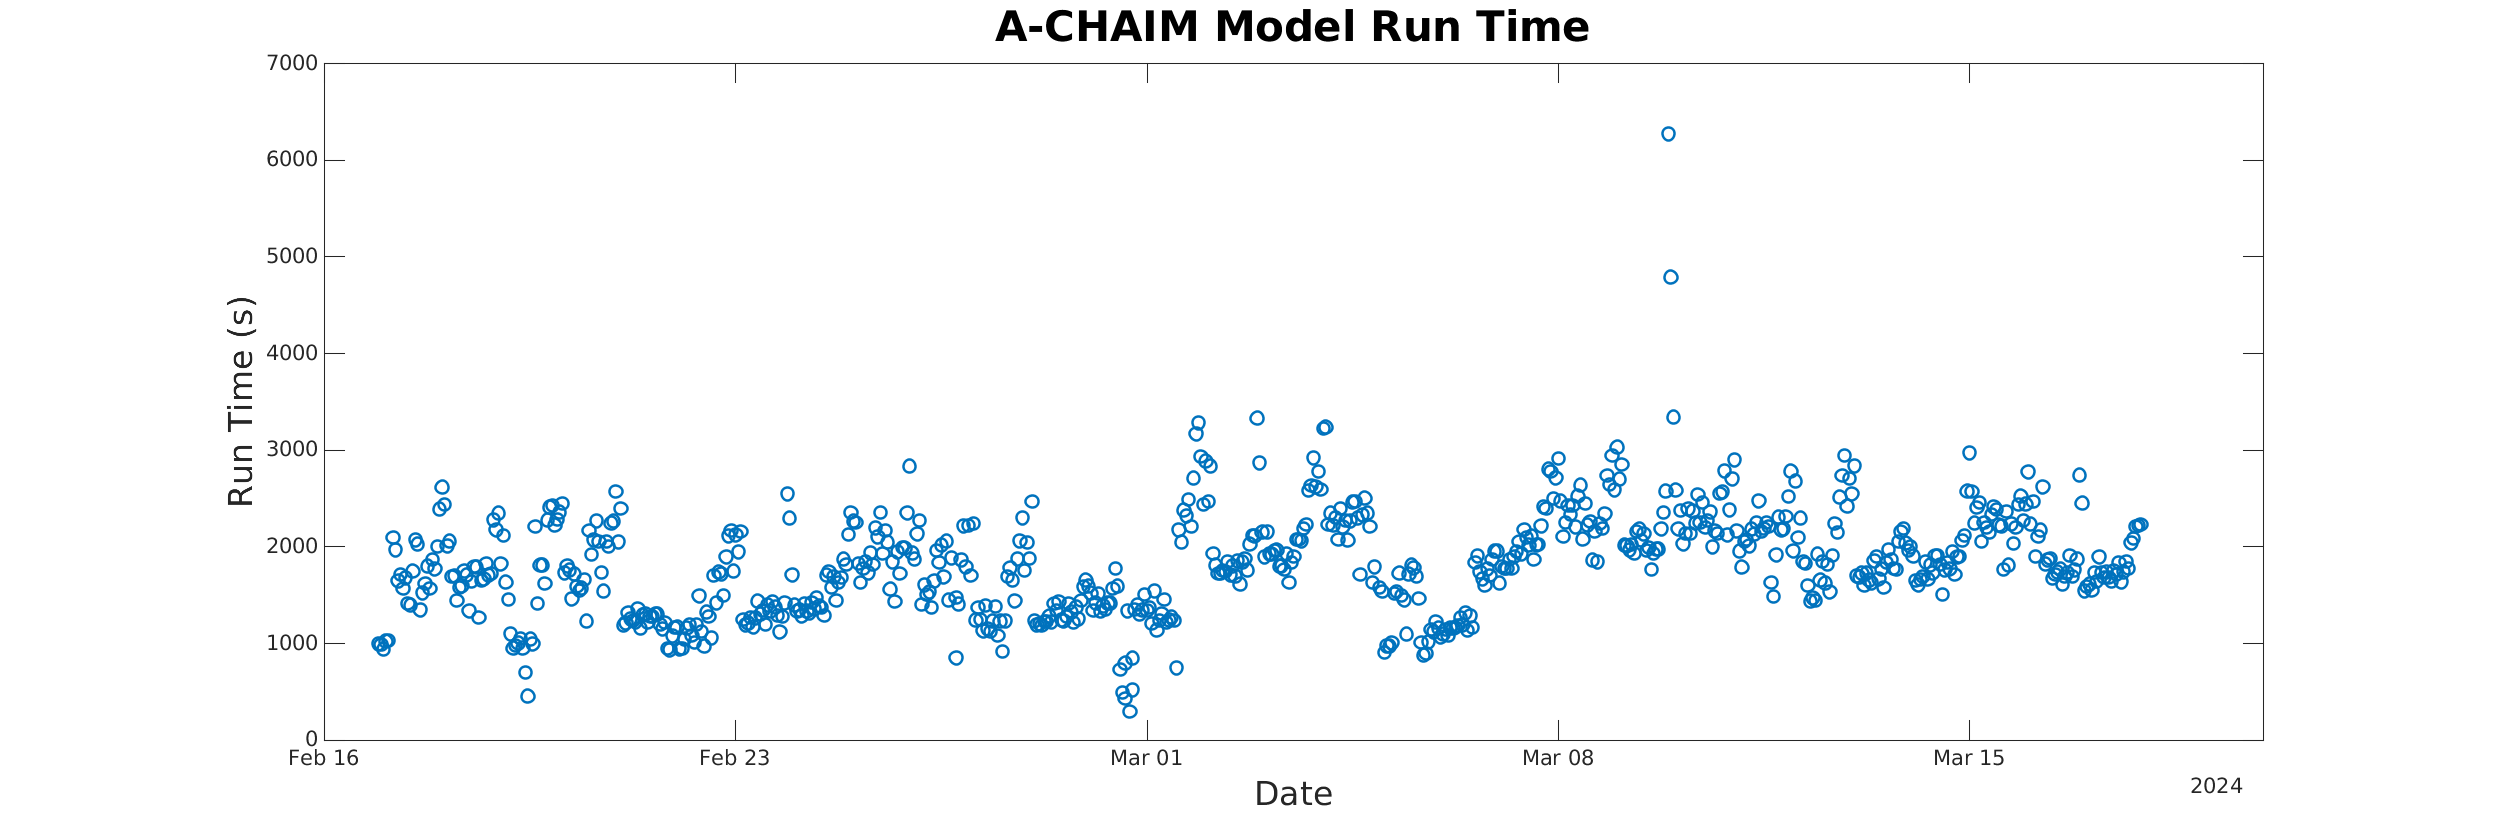 A-CHAIM Model Run Time
7000
6000
5000
4000
3000
2000
1000
0
Run Time (s)
Feb 16 Feb 23 Mar 01 Mar 08 Mar 15
2024
Date